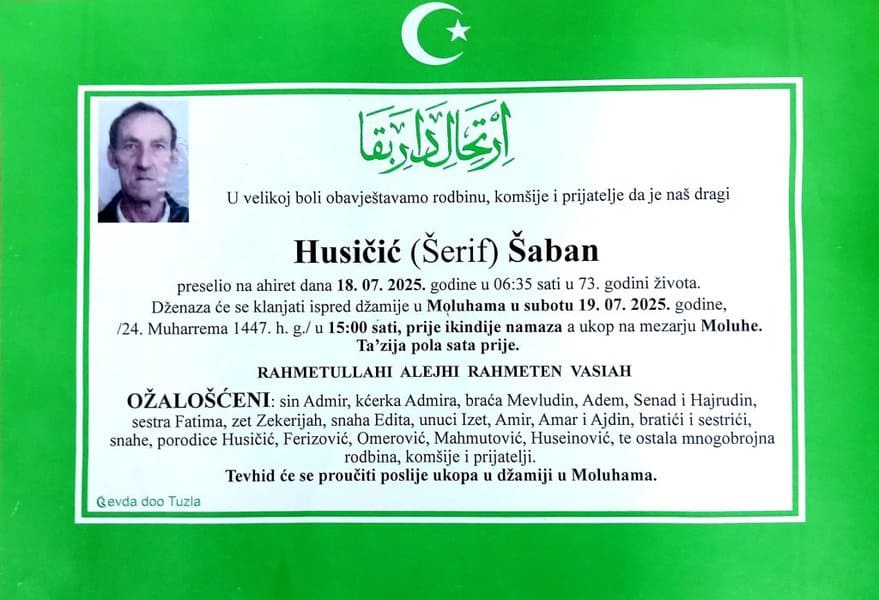 اِرْتِحَالِ دَارِ بَقَا
U velikoj boli obavještavamo rodbinu, komšije i prijatelje da je naš dragi
Husičić (Šerif) Šaban
preselio na ahiret dana 18. 07. 2025. godine u 06:35 sati u 73. godini života.
Dženaza će se klanjati ispred džamije u Moluhama u subotu 19. 07. 2025. godine,
/24. Muharrema 1447. h. g./ u 15:00 sati, prije ikindije namaza a ukop na mezarju Moluhe.
Ta'zija pola sata prije.
RAHMETULLAHI ALEJHI RAHMETEN VASIAH
OŽALOŠĆENI: sin Admir, kćerka Admira, braća Mevludin, Adem, Senad i Hajrudin,
sestra Fatima, zet Zekerijah, snaha Edita, unuci Izet, Amir, Amar i Ajdin, bratići i sestrići,
snahe, porodice Husičić, Ferizović, Omerović, Mahmutović, Huseinović, te ostala mnogobrojna
rodbina, komšije i prijatelji.
Tevhid će se proučiti poslije ukopa u džamiji u Moluhama.
Sevda doo Tuzla